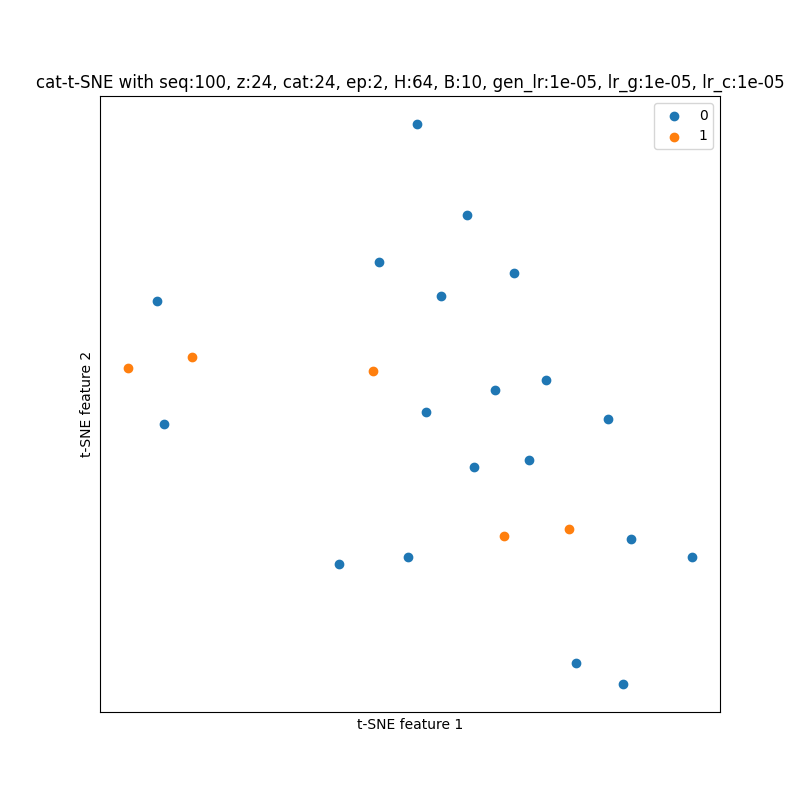 cat-t-SNE with seq:100, z:24, cat:24, ep:2, H:64, B:10, gen_lr:1e-05, lr_g:1e-05, lr_c:1e-05
0
1
t-SNE feature 2
t-SNE feature 1